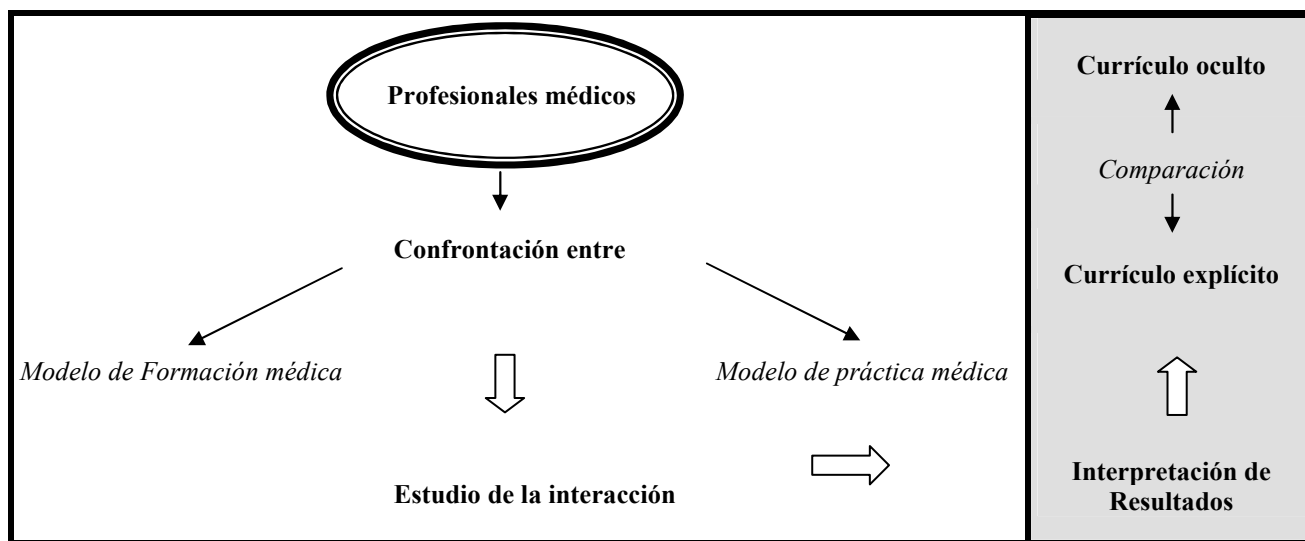 Profesionales médicos
Confrontación entre
Modelo de Formación médica
Modelo de práctica médica
Estudio de la interacción
Currículo oculto
Comparación
Currículo explícito
Interpretación de
Resultados